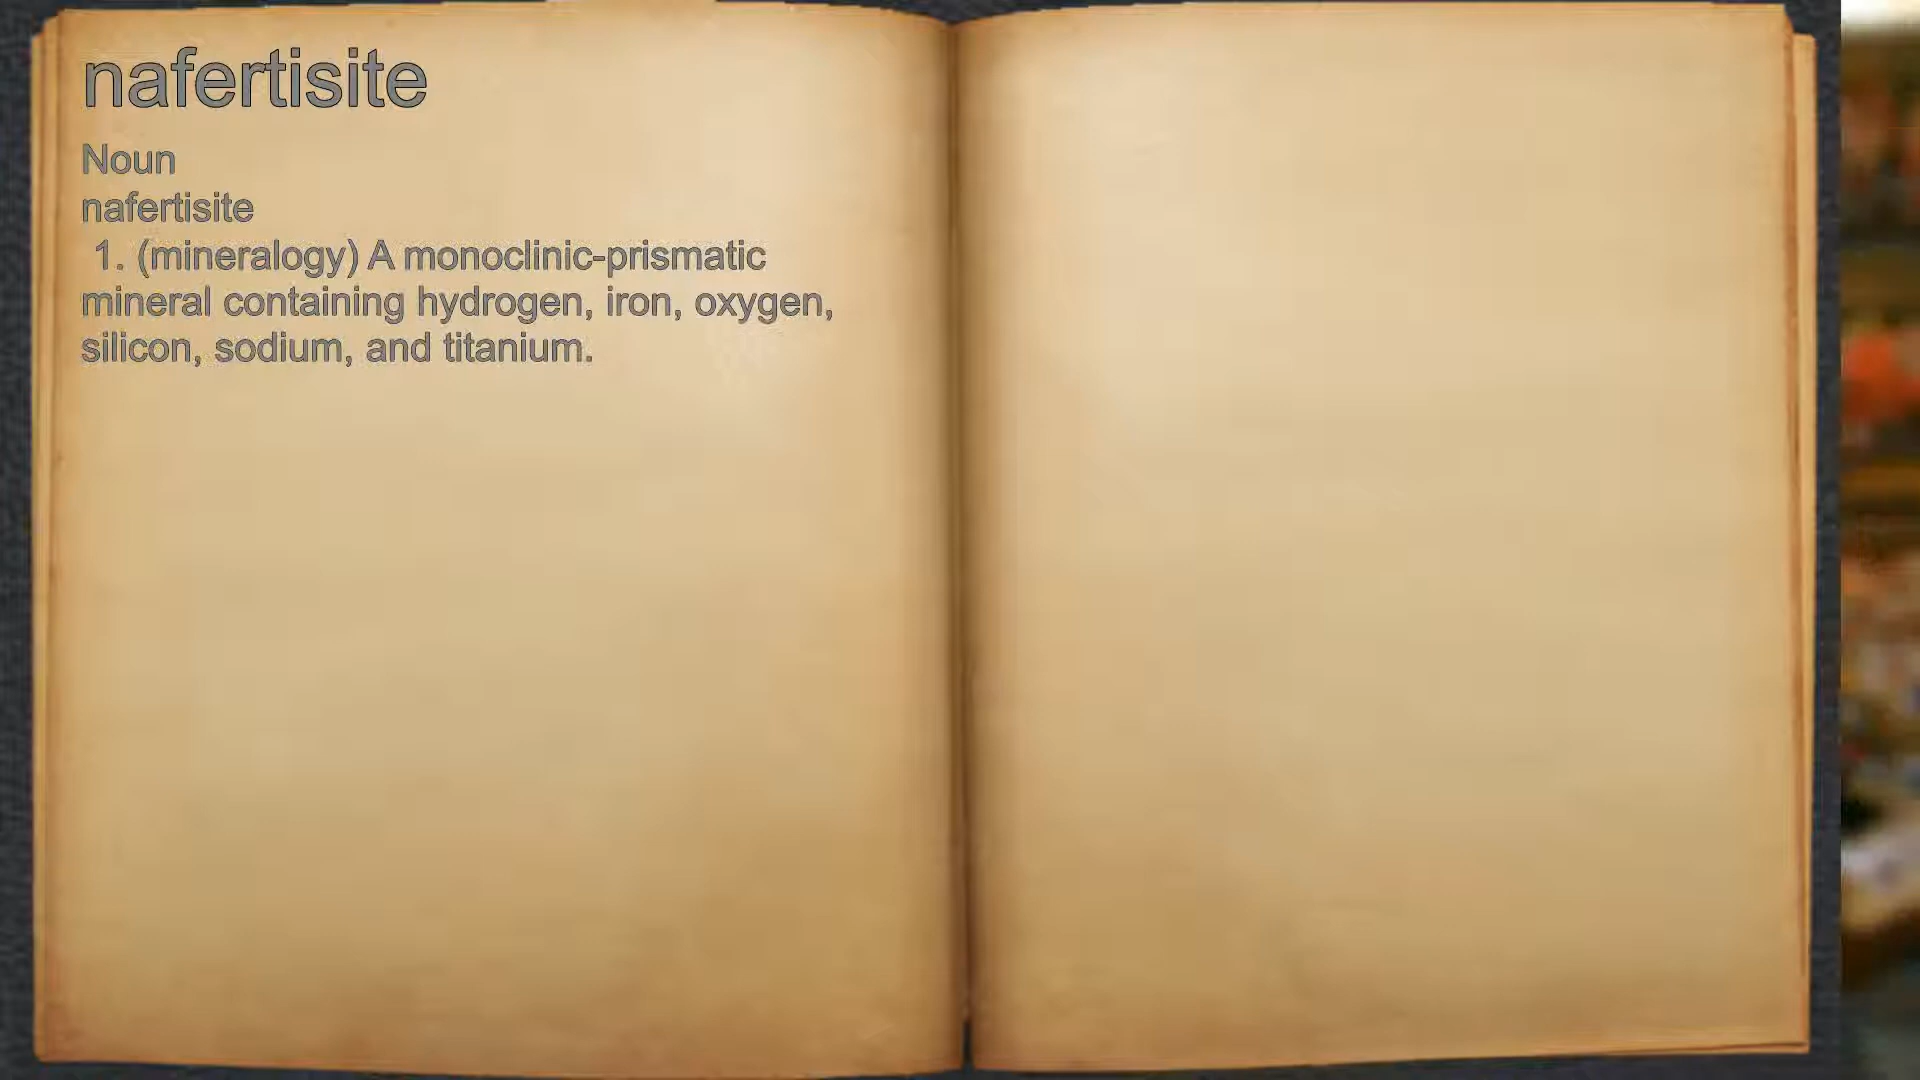 nafertisite
Noun
nafertisite
1. (mineralogy) A monoclinic-prismatic
mineral containing hydrogen, iron, oxygen,
silicon, sodium, and titanium.